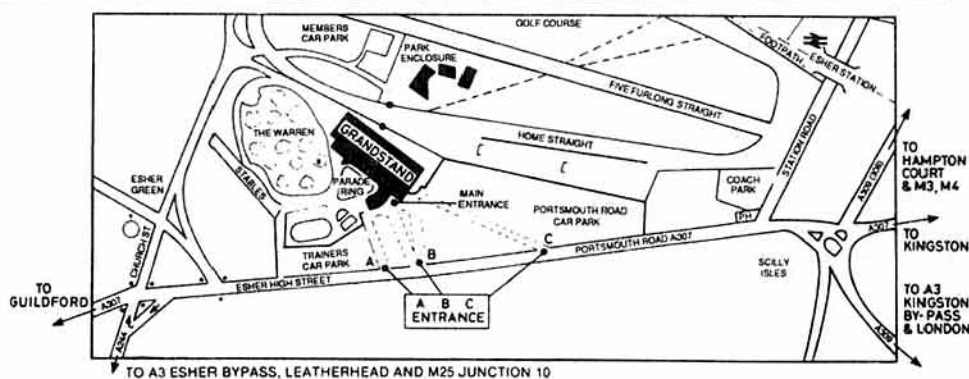 GOLF COURSE
MEMBERS
CAR PARK
PARK
ENCLOSURE
FOOTPATH
ESHER STATION
FIVE FURLONG STRAIGHT
THE WARREN
GRANDSTAND
HOME STRAIGHT
STATION ROAD
TO
HAMPTON
COURT
& M3, M4
A309 (308)
ESHER
GREEN
STABLES
PARADE
RING
MAIN
ENTRANCE
COACH
PARK
PH
PORTSMOUTH ROAD
CAR PARK
CHURCH ST
TRAINERS
CAR PARK
A
B
C
PORTSMOUTH ROAD A307
A307
TO
KINGSTON
SCILLY
ISLES
ESHER HIGH STREET
TO
GUILDFORD
A307
A244
A B C
ENTRANCE
TO A3
KINGSTON
BY-PASS
& LONDON
A309
TO A3 ESHER BYPASS, LEATHERHEAD AND M25 JUNCTION 10